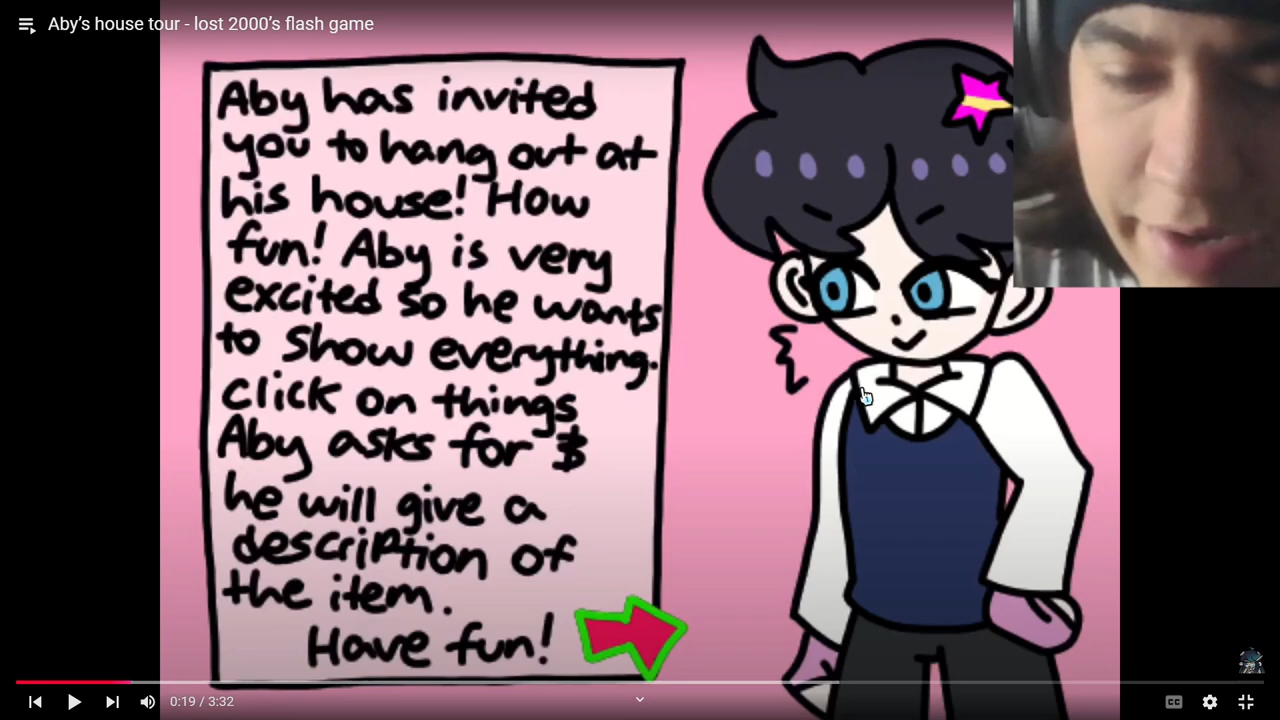 Aby's house tour - lost 2000's flash game
Aby has invited
you to hang out at
his house! How
fun! Aby is very
excited so he wants
to show everything.
click on things
Aby asks for &
he will give a
description of
the item.
Have fun!
0:19 / 3:32
CC